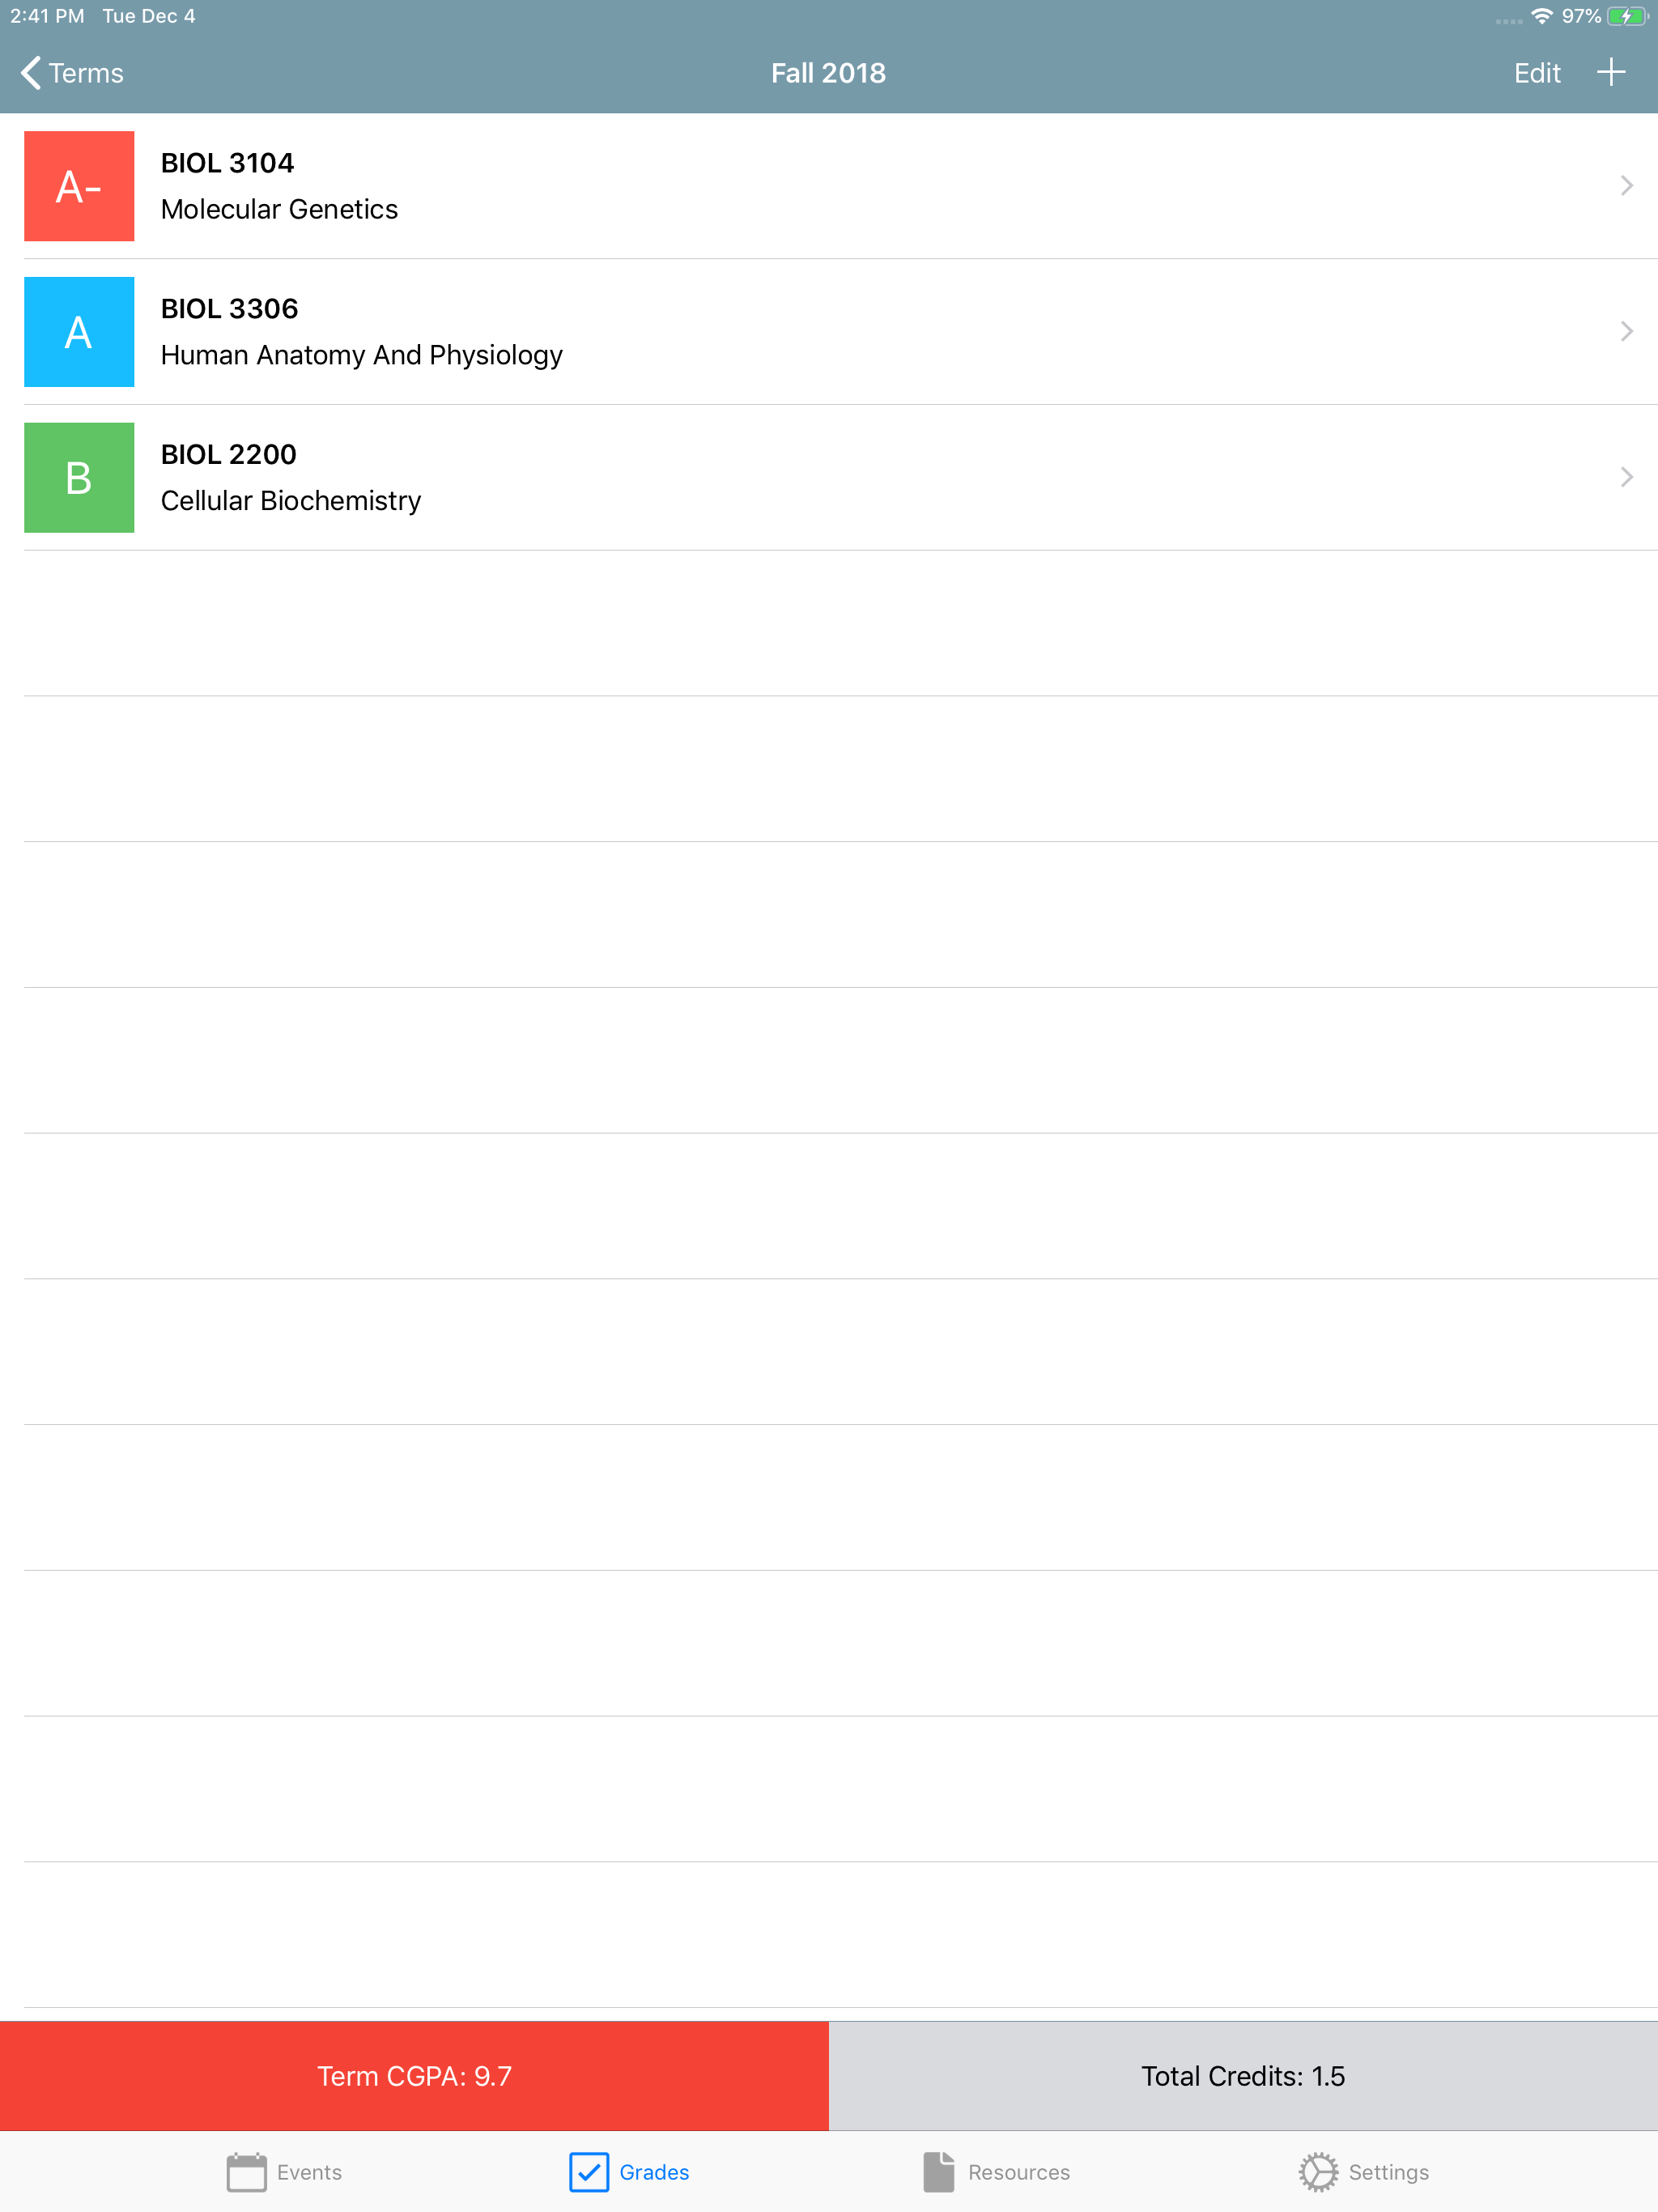 2:41 PM Tue Dec 4 97%
Terms Fall 2018 Edit
A- BIOL 3104
Molecular Genetics
A BIOL 3306
Human Anatomy And Physiology
B BIOL 2200
Cellular Biochemistry
Term CGPA: 9.7 Total Credits: 1.5
Events Grades Resources Settings